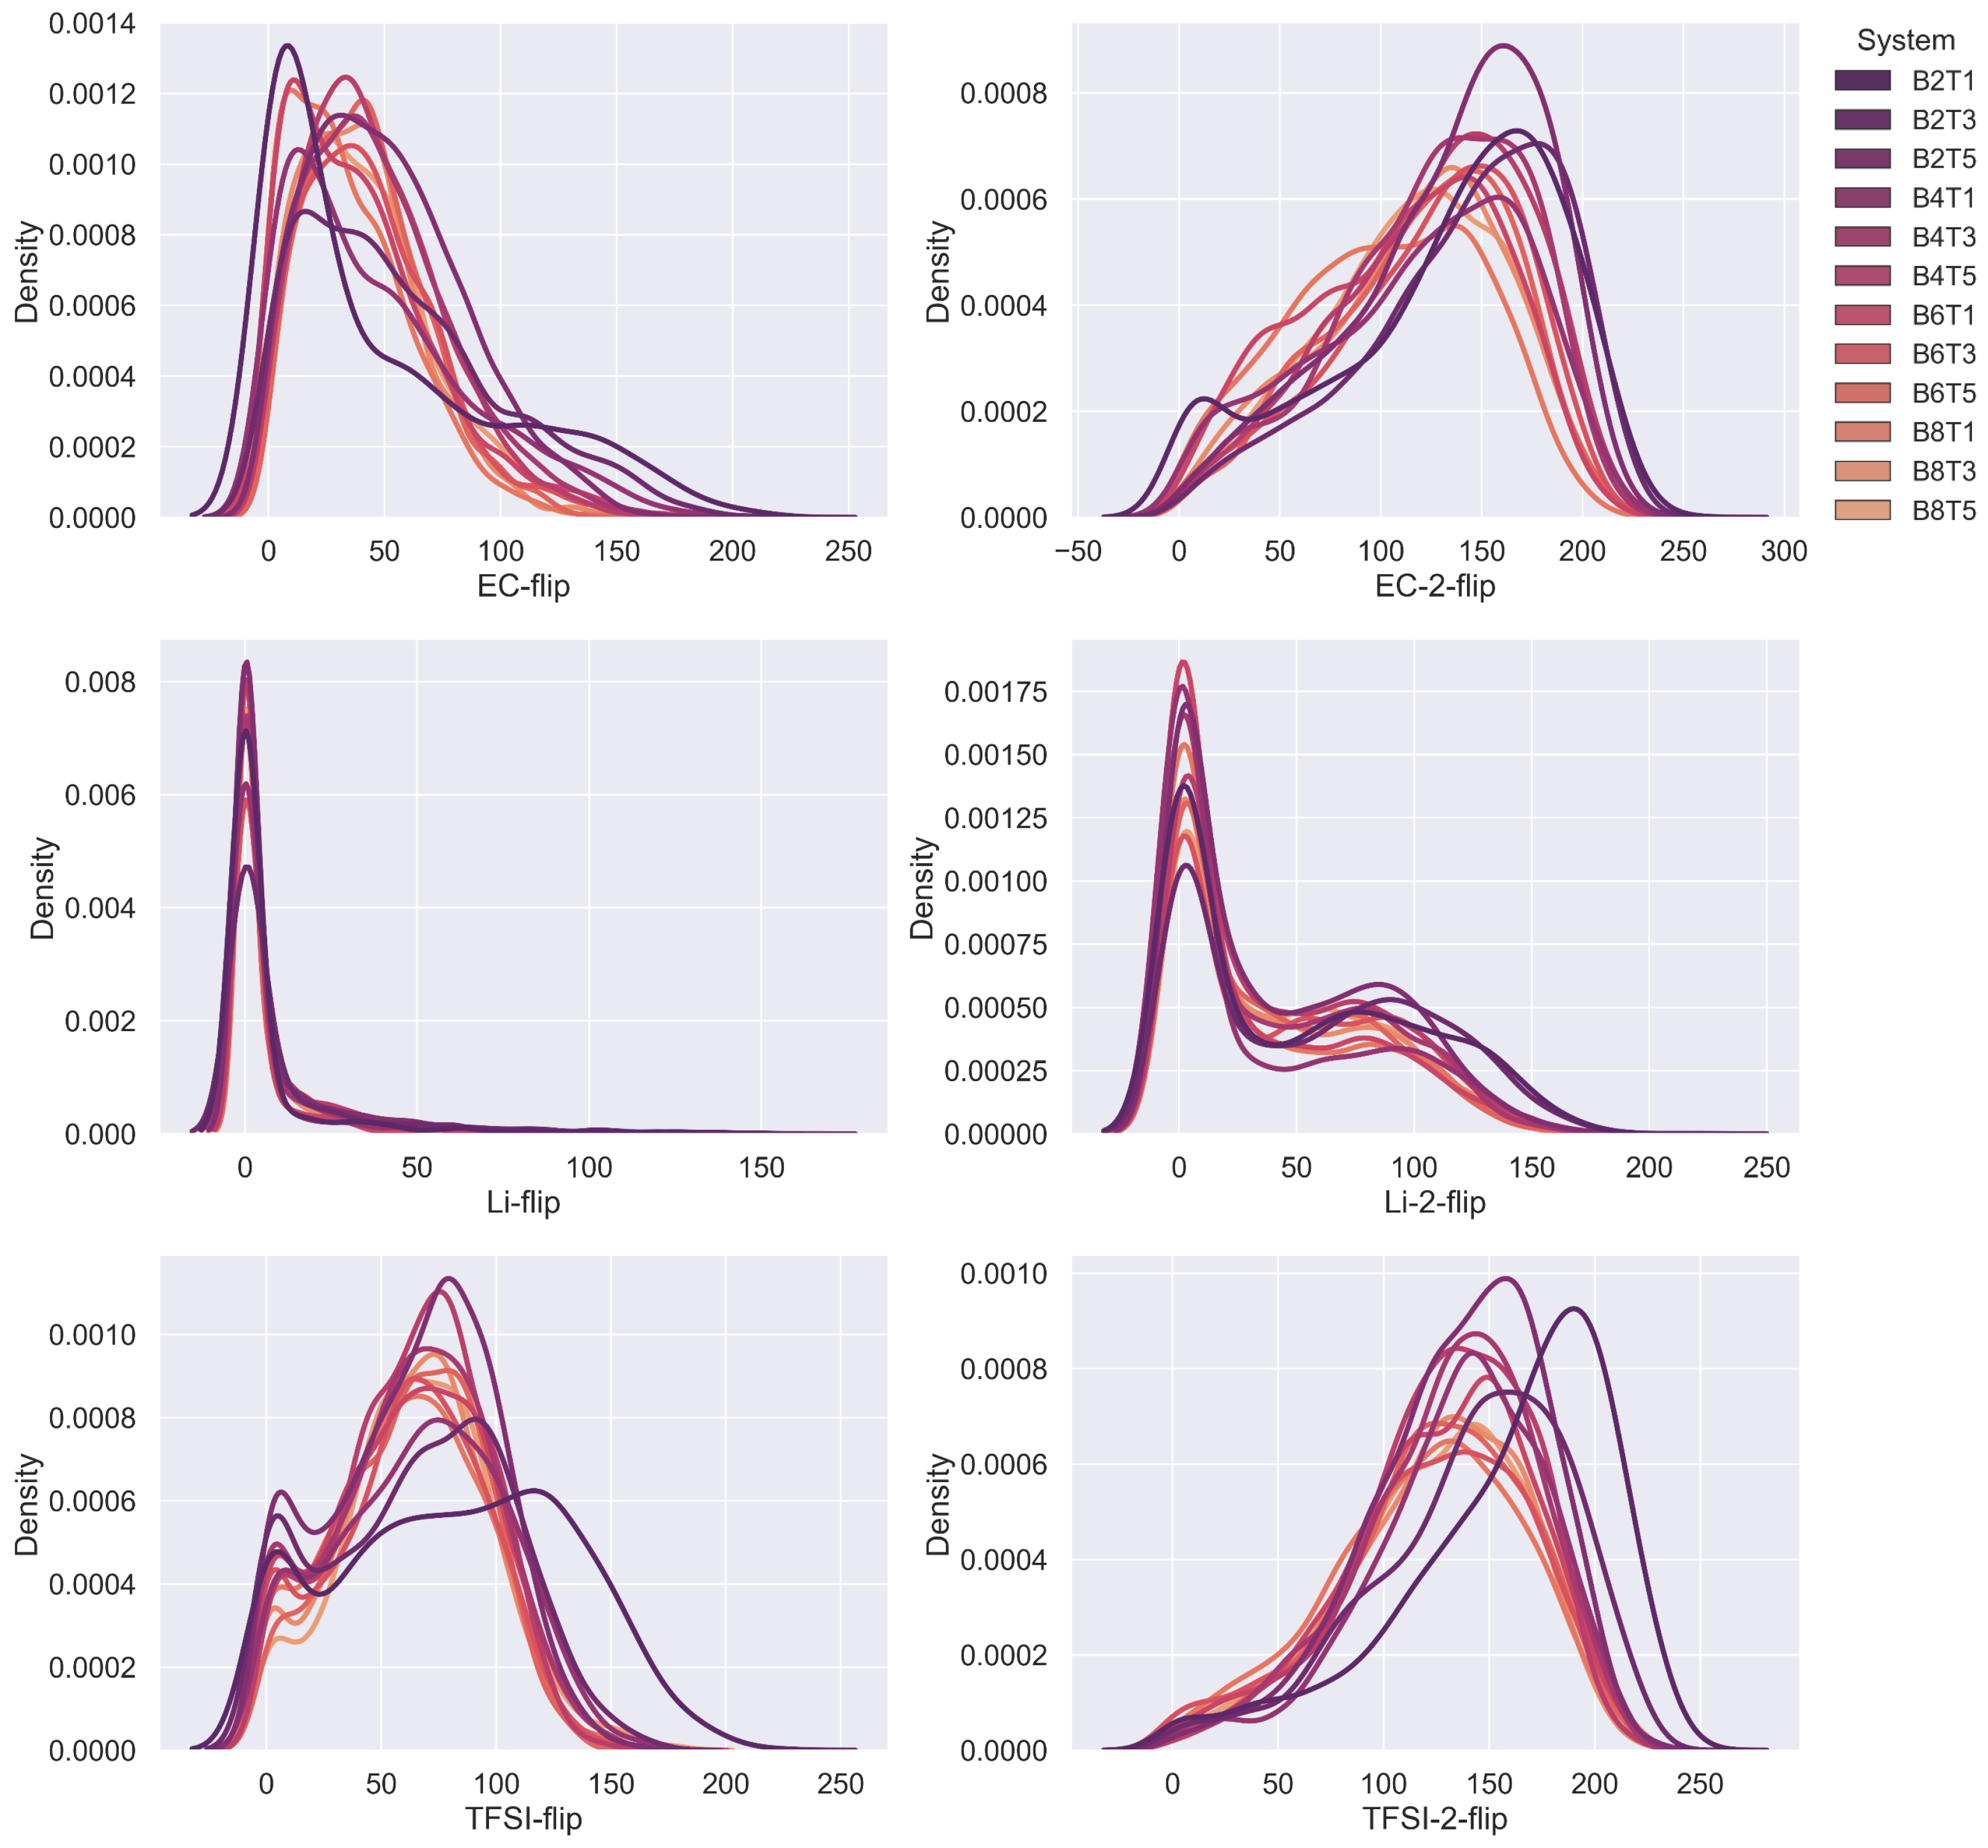 0.0014
0.0012
0.0010
0.0008
0.0006
0.0004
0.0002
0.0000
Density
0 50 100 150 200 250
EC-flip
0.0008
0.0006
0.0004
0.0002
0.0000
Density
−50 0 50 100 150 200 250 300
EC-2-flip
System
B2T1
B2T3
B2T5
B4T1
B4T3
B4T5
B6T1
B6T3
B6T5
B8T1
B8T3
B8T5
0.008
0.006
0.004
0.002
0.000
Density
0 50 100 150
Li-flip
0.00175
0.00150
0.00125
0.00100
0.00075
0.00050
0.00025
0.00000
Density
0 50 100 150 200 250
Li-2-flip
0.0010
0.0008
0.0006
0.0004
0.0002
0.0000
Density
0 50 100 150 200 250
TFSI-flip
0.0010
0.0008
0.0006
0.0004
0.0002
0.0000
Density
0 50 100 150 200 250
TFSI-2-flip